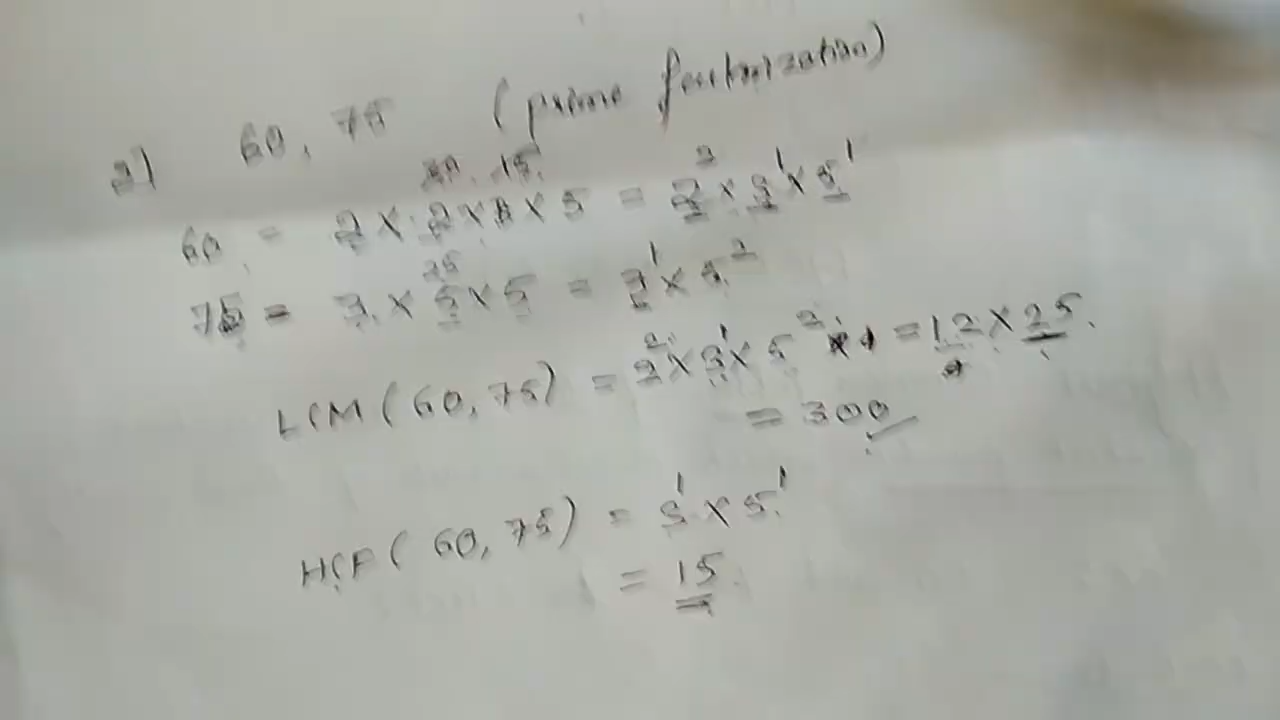 2) 60, 75 (prime factorization)
30, 15.
60 = 2 × 2 × 3 × 5 = 2² × 3¹ × 5¹
25
75 = 3 × 5 × 5 = 3¹ × 5²
LCM (60, 75) = 2² × 3¹ × 5² = 12 × 25
= 300
HCF (60, 75) = 3¹ × 5¹
= 15